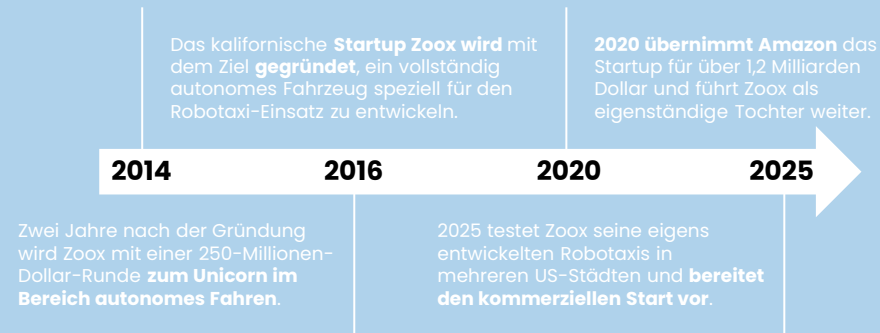 Das kalifornische Startup Zoox wird mit
dem Ziel gegründet, ein vollständig
autonomes Fahrzeug speziell für den
Robotaxi-Einsatz zu entwickeln.
2020 übernimmt Amazon das
Startup für über 1,2 Milliarden
Dollar und führt Zoox als
eigenständige Tochter weiter.
2014
2016
2020
2025
Zwei Jahre nach der Gründung
wird Zoox mit einer 250-Millionen-
Dollar-Runde zum Unicorn im
Bereich autonomes Fahren.
2025 testet Zoox seine eigens
entwickelten Robotaxis in
mehreren US-Städten und bereitet
den kommerziellen Start vor.